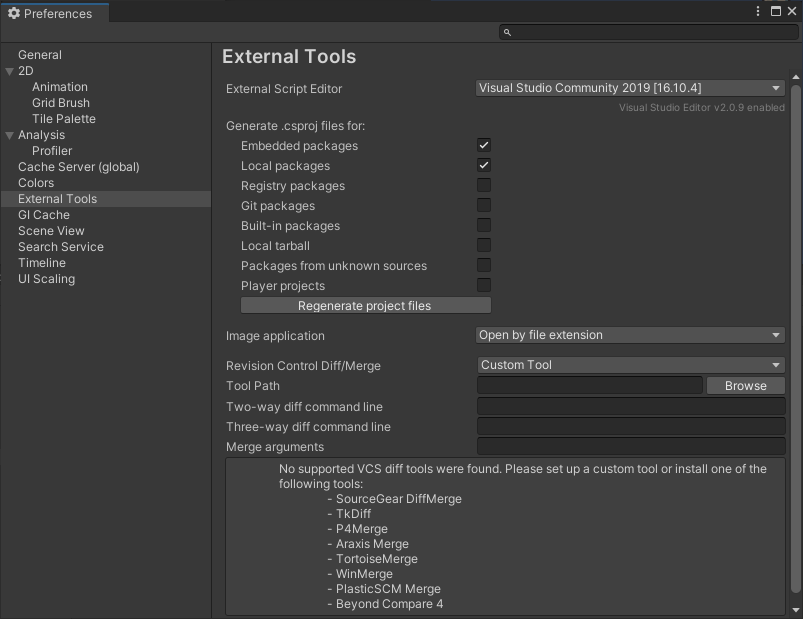 Preferences
General
2D
Animation
Grid Brush
Tile Palette
Analysis
Profiler
Cache Server (global)
Colors
External Tools
GI Cache
Scene View
Search Service
Timeline
UI Scaling
External Tools
External Script Editor
Visual Studio Community 2019 [16.10.4]
Visual Studio Editor v2.0.9 enabled
Generate .csproj files for:
Embedded packages
Local packages
Registry packages
Git packages
Built-in packages
Local tarball
Packages from unknown sources
Player projects
Regenerate project files
Image application
Open by file extension
Revision Control Diff/Merge
Custom Tool
Tool Path
Browse
Two-way diff command line
Three-way diff command line
Merge arguments
No supported VCS diff tools were found. Please set up a custom tool or install one of the
following tools:
- SourceGear DiffMerge
- TkDiff
- P4Merge
- Araxis Merge
- TortoiseMerge
- WinMerge
- PlasticSCM Merge
- Beyond Compare 4